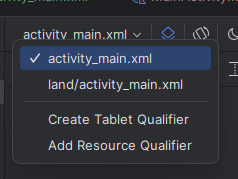 activity_main.xml
activity_main.xml
land/activity_main.xml
Create Tablet Qualifier
Add Resource Qualifier